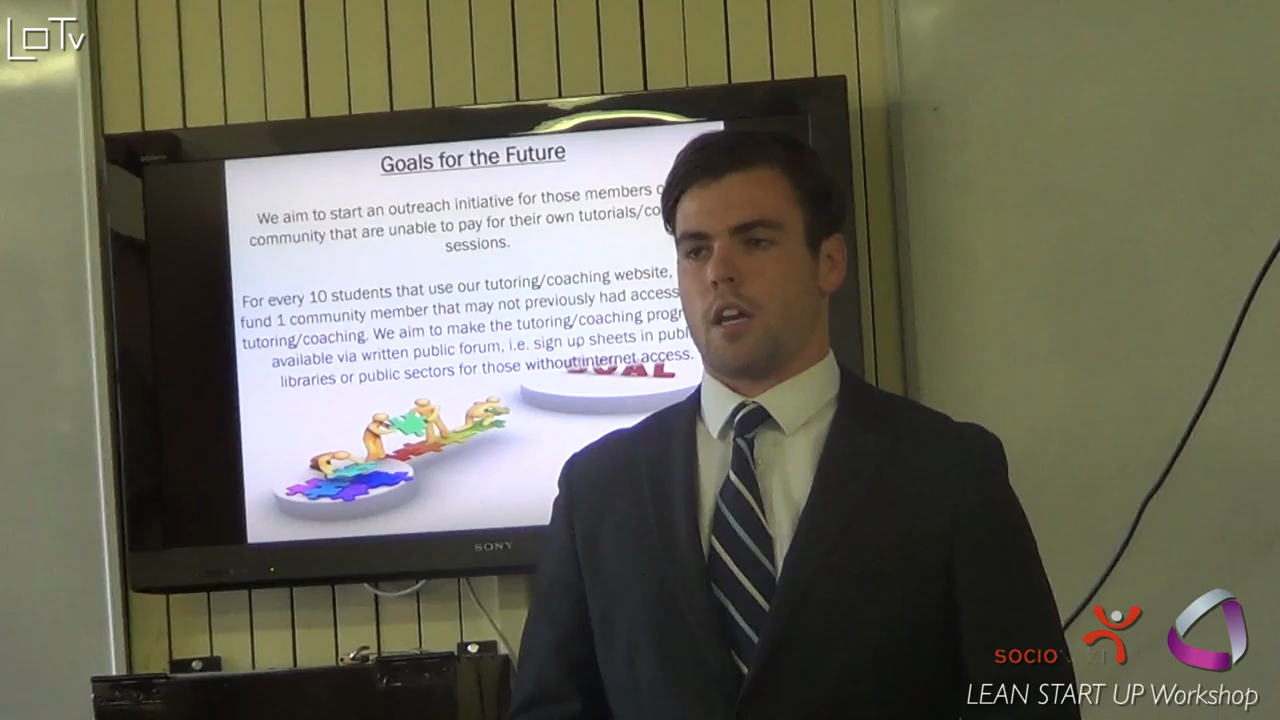 LoTv
Goals for the Future
We aim to start an outreach initiative for those members
community that are unable to pay for their own tutorials/co
sessions.
For every 10 students that use our tutoring/coaching website,
fund 1 community member that may not previously had access
tutoring/coaching. We aim to make the tutoring/coaching progr
available via written public forum, i.e. sign up sheets in publ
libraries or public sectors for those without internet access.
SONY
SOCIO
LEAN START UP Workshop